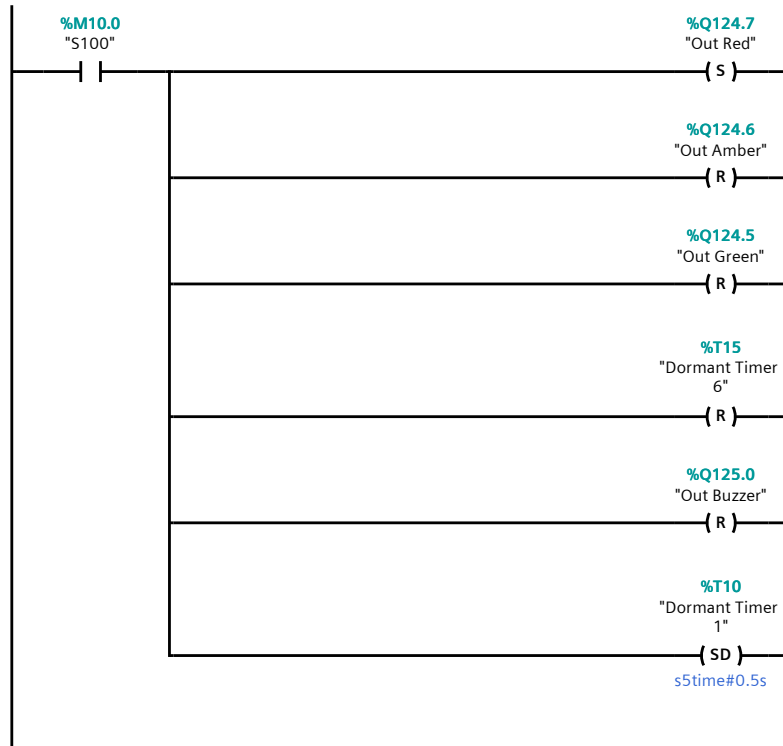 %M10.0
"S100"
%Q124.7
"Out Red"
S
%Q124.6
"Out Amber"
R
%Q124.5
"Out Green"
R
%T15
"Dormant Timer
6"
R
%Q125.0
"Out Buzzer"
R
%T10
"Dormant Timer
1"
SD
s5time#0.5s